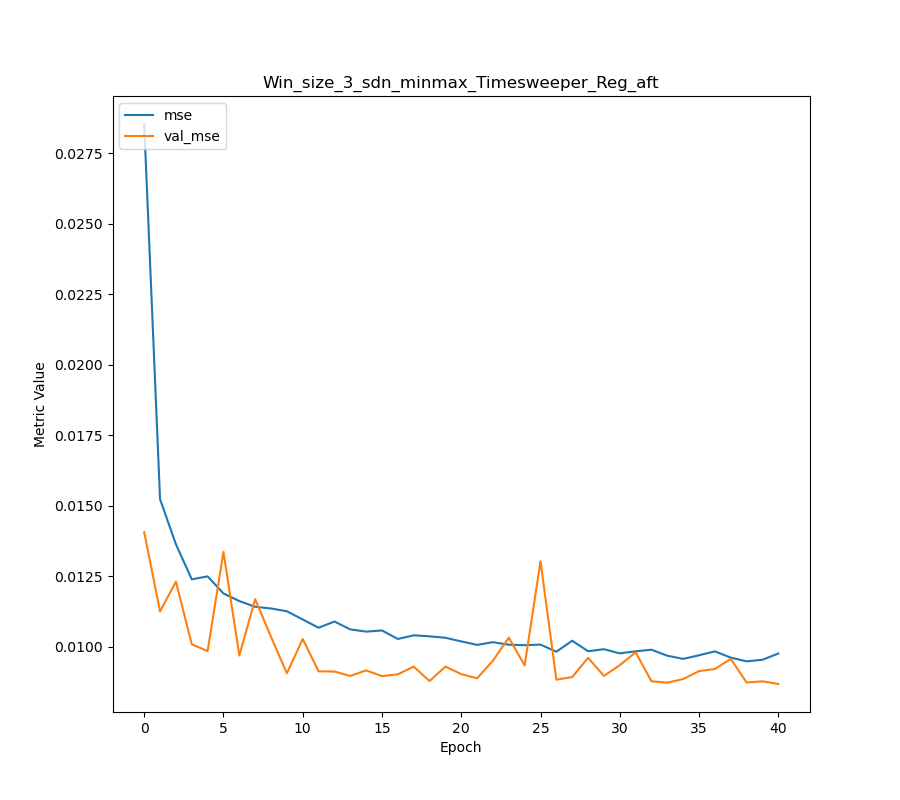 Win_size_3_sdn_minmax_Timesweeper_Reg_aft
mse
val_mse
0.0275
0.0250
0.0225
0.0200
0.0175
0.0150
0.0125
0.0100
Metric Value
0 5 10 15 20 25 30 35 40
Epoch